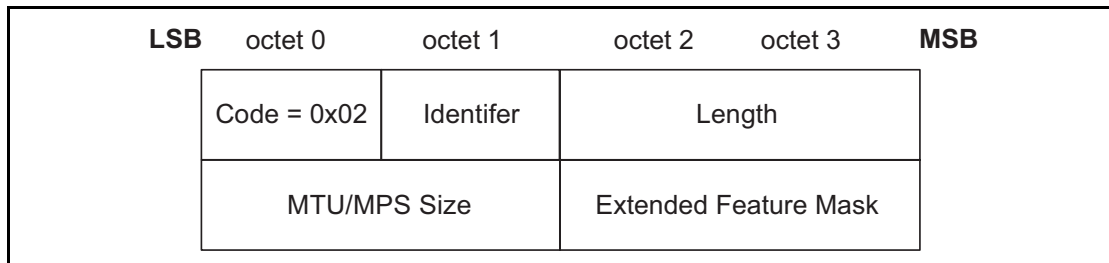 LSB octet 0 octet 1 octet 2 octet 3 MSB
Code = 0x02 Identifer Length
MTU/MPS Size Extended Feature Mask